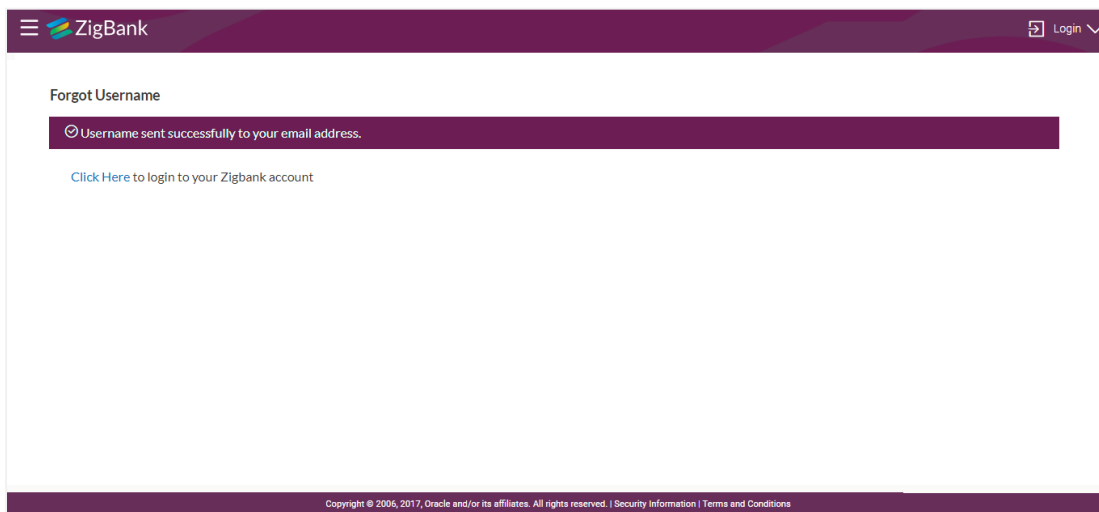 ZigBank
Login
Forgot Username
Username sent successfully to your email address.
Click Here to login to your Zigbank account
Copyright © 2006, 2017, Oracle and/or its affiliates. All rights reserved. | Security Information | Terms and Conditions